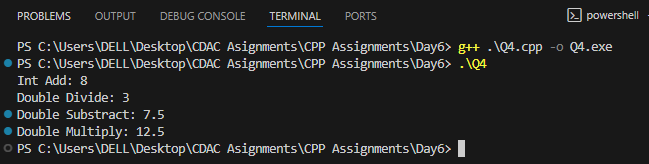 PROBLEMS OUTPUT DEBUG CONSOLE TERMINAL PORTS powershell
PS C:\Users\DELL\Desktop\CDAC Asignments\CPP Assignments\Day6> g++ .\Q4.cpp -o Q4.exe
PS C:\Users\DELL\Desktop\CDAC Asignments\CPP Assignments\Day6> .\Q4
Int Add: 8
Double Divide: 3
Double Substract: 7.5
Double Multiply: 12.5
PS C:\Users\DELL\Desktop\CDAC Asignments\CPP Assignments\Day6>